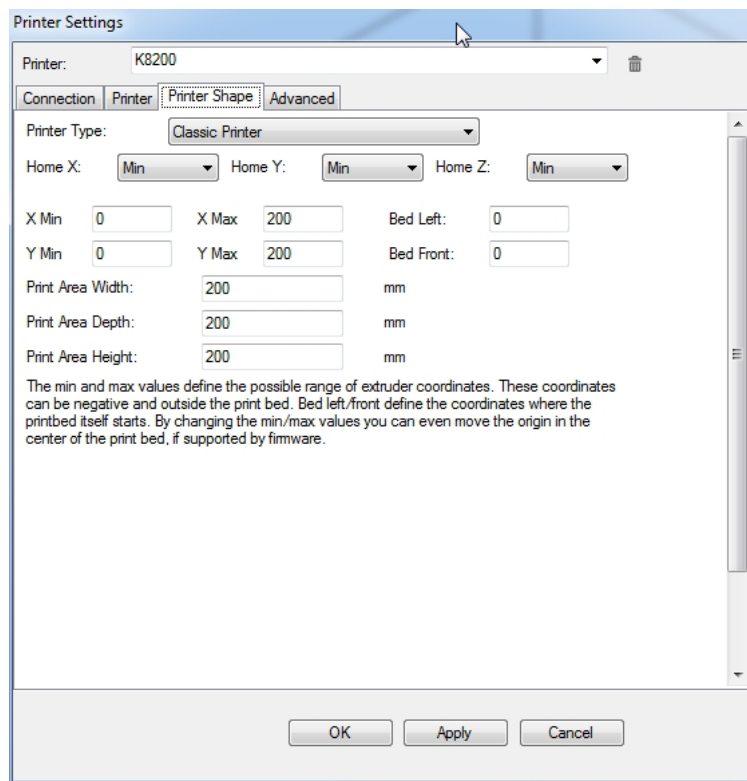 Printer Settings
Printer: K8200
Connection Printer Printer Shape Advanced
Printer Type: Classic Printer
Home X: Min Home Y: Min Home Z: Min
X Min 0 X Max 200 Bed Left: 0
Y Min 0 Y Max 200 Bed Front: 0
Print Area Width: 200 mm
Print Area Depth: 200 mm
Print Area Height: 200 mm
The min and max values define the possible range of extruder coordinates. These coordinates
can be negative and outside the print bed. Bed left/front define the coordinates where the
printbed itself starts. By changing the min/max values you can even move the origin in the
center of the print bed, if supported by firmware.
OK Apply Cancel